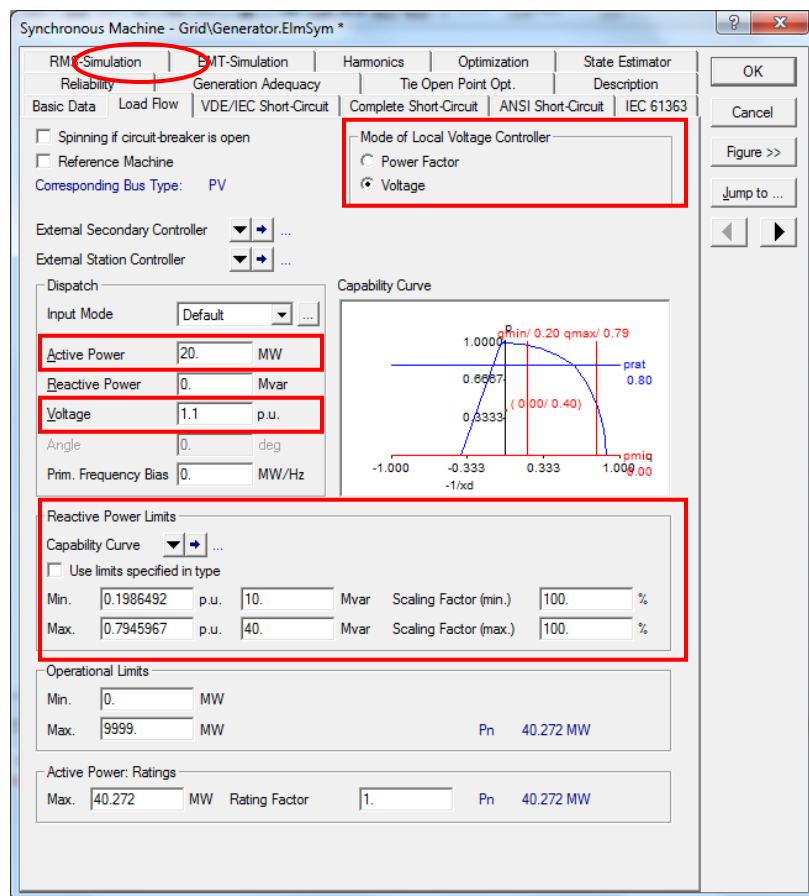 Synchronous Machine - Grid\Generator.ElmSym *
RMS-Simulation EMT-Simulation Harmonics Optimization State Estimator
Reliability Generation Adequacy Tie Open Point Opt. Description
Basic Data Load Flow VDE/IEC Short-Circuit Complete Short-Circuit ANSI Short-Circuit IEC 61363
OK
Cancel
Figure >>
Jump to ...
Spinning if circuit-breaker is open
Reference Machine
Corresponding Bus Type: PV
Mode of Local Voltage Controller
Power Factor
Voltage
External Secondary Controller ...
External Station Controller ...
Dispatch
Input Mode Default ...
Active Power 20. MW
Reactive Power 0. Mvar
Voltage 1.1 p.u.
Angle 0. deg
Prim. Frequency Bias 0. MW/Hz
Capability Curve
p
qmin/ 0.20 qmax/ 0.79
1.0000
prat
0.80
0.6667
( 0.00/ 0.40)
0.3333
pmiq
0.00
-1.000 -0.333 0.333 1.000
-1/xd
Reactive Power Limits
Capability Curve ...
Use limits specified in type
Min. 0.1986492 p.u. 10. Mvar Scaling Factor (min.) 100. %
Max. 0.7945967 p.u. 40. Mvar Scaling Factor (max.) 100. %
Operational Limits
Min. 0. MW
Max. 9999. MW Pn 40.272 MW
Active Power: Ratings
Max. 40.272 MW Rating Factor 1. Pn 40.272 MW